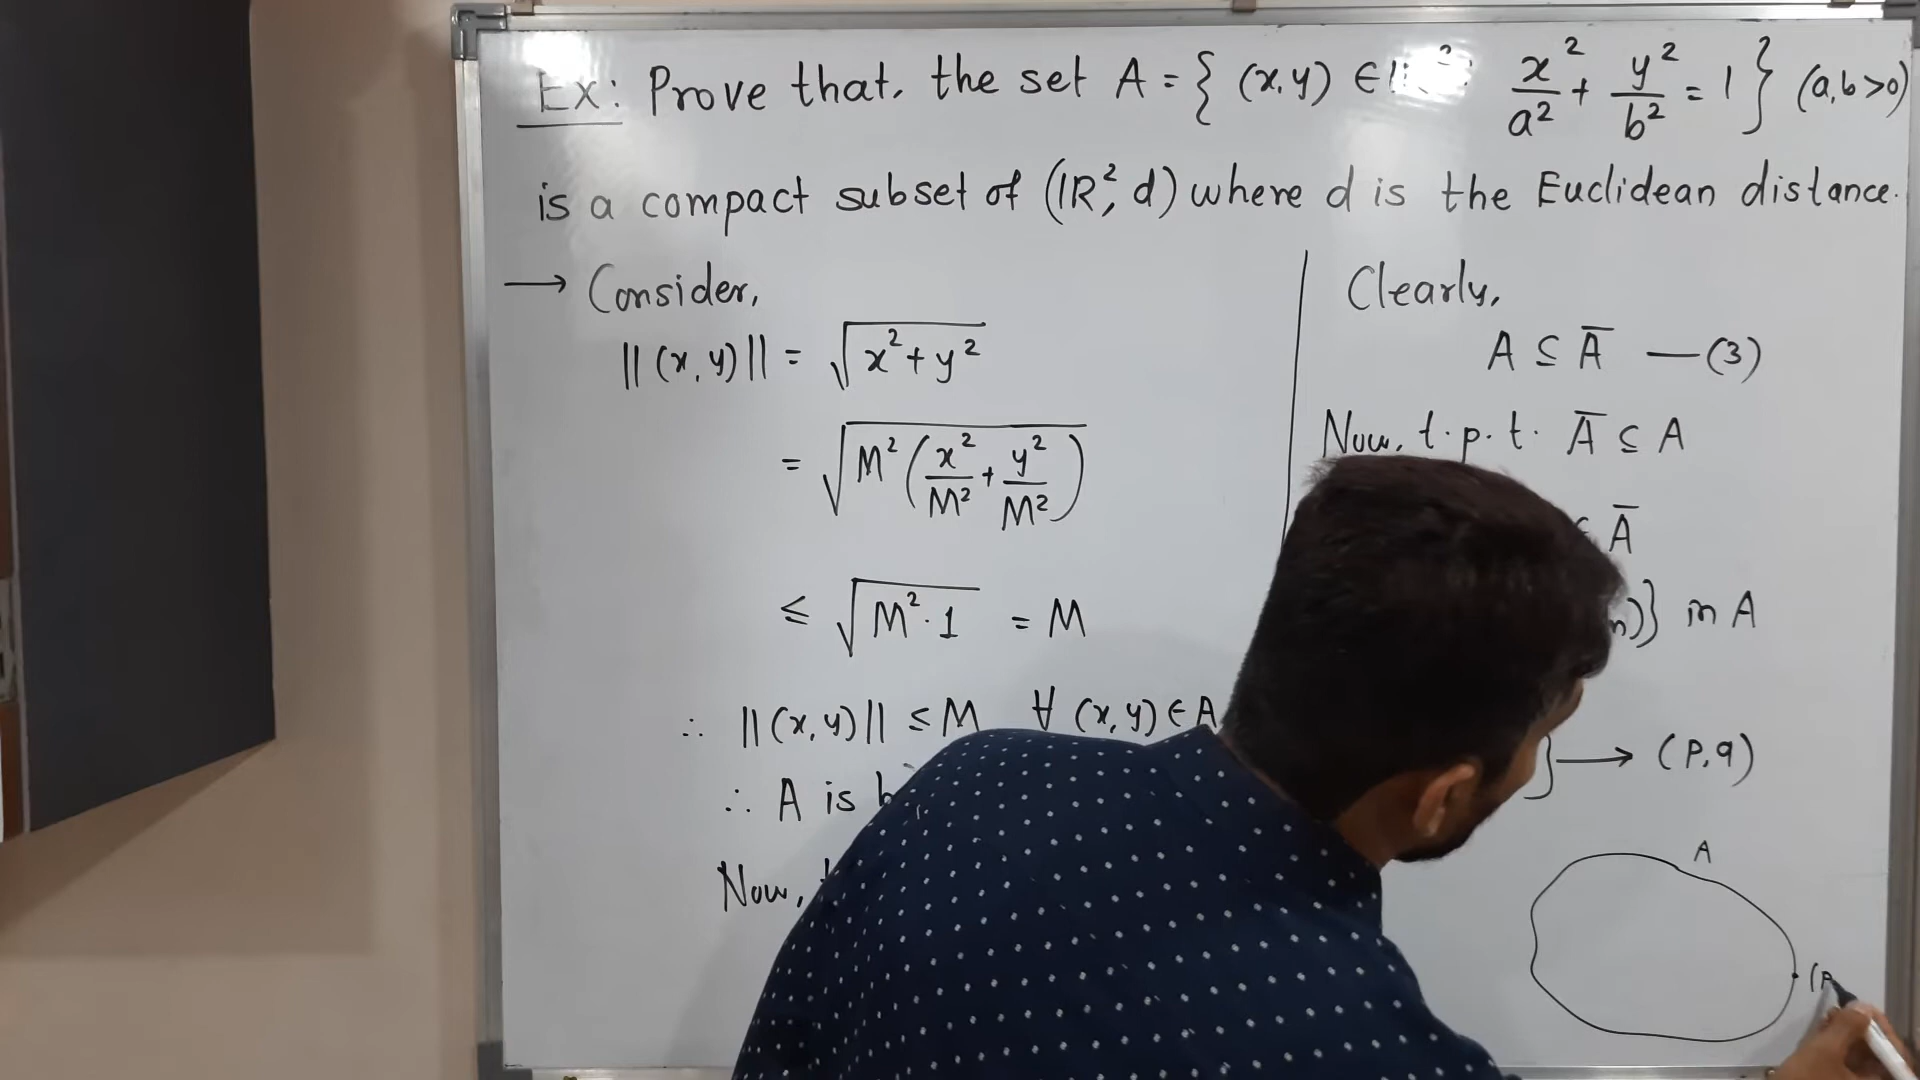 Ex: Prove that, the set A = { (x,y) ∈ x²/a² + y²/b² = 1 } (a,b>0)
is a compact subset of (ℝ², d) where d is the Euclidean distance.
→ Consider,
||(x,y)|| = √(x²+y²)
= √(M²(x²/M² + y²/M²))
≤ √(M²·1) = M
∴ ||(x,y)|| ≤ M ∀ (x,y) ∈ A
∴ A is
Now,
Clearly,
A ⊆ A̅ —(3)
Now, t.p.t. A̅ ⊆ A
A̅
n)} in A
} → (p,q)
A